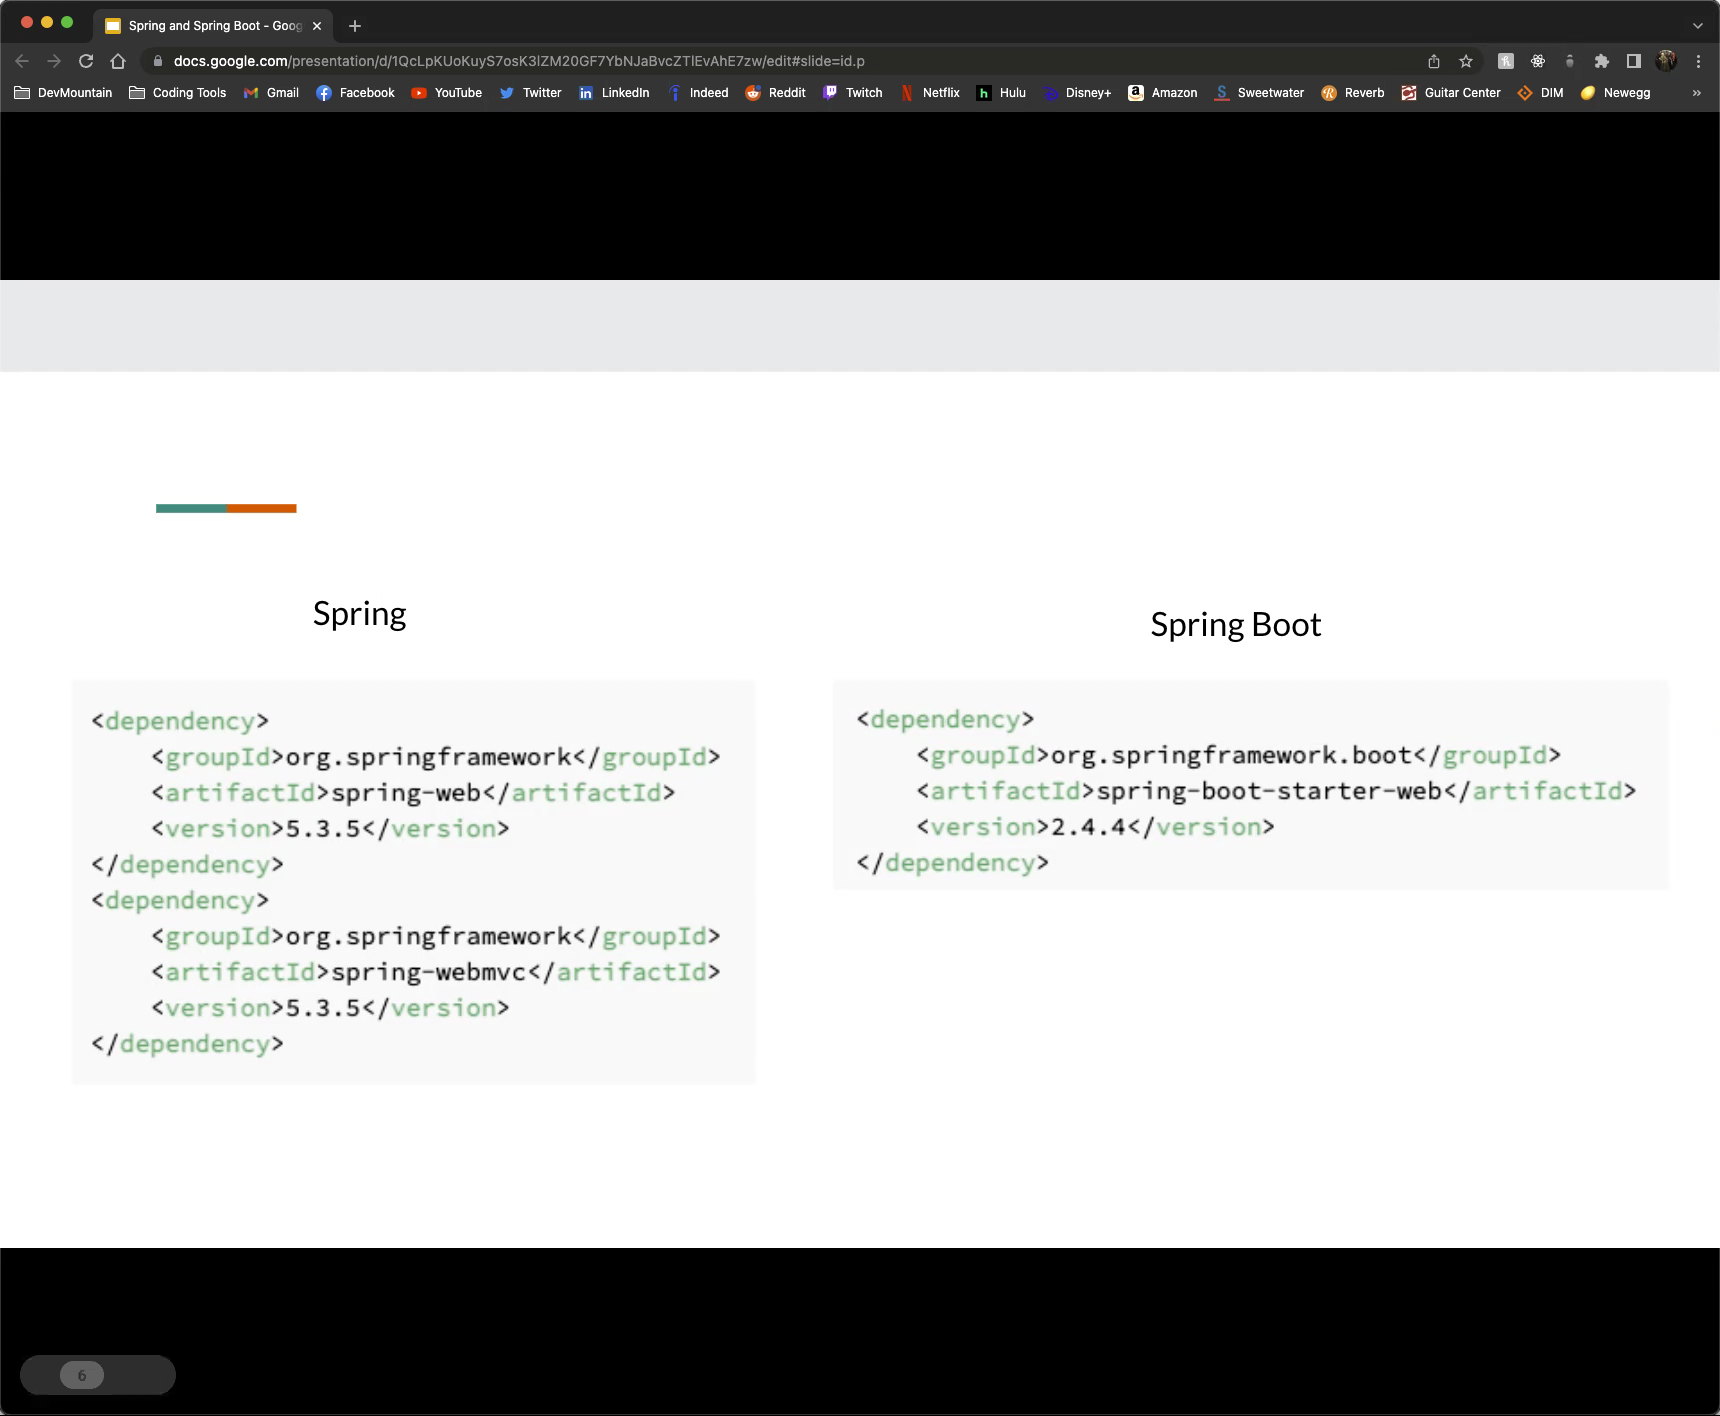 Spring and Spring Boot - Goog
docs.google.com/presentation/d/1QcLpKUoKuyS7osK3lZM20GF7YbNJaBvcZTlEvAhE7zw/edit#slide=id.p
DevMountain Coding Tools Gmail Facebook YouTube Twitter LinkedIn Indeed Reddit Twitch Netflix Hulu Disney+ Amazon Sweetwater Reverb Guitar Center DIM Newegg »
Spring
<dependency>
    <groupId>org.springframework</groupId>
    <artifactId>spring-web</artifactId>
    <version>5.3.5</version>
</dependency>
<dependency>
    <groupId>org.springframework</groupId>
    <artifactId>spring-webmvc</artifactId>
    <version>5.3.5</version>
</dependency>
Spring Boot
<dependency>
    <groupId>org.springframework.boot</groupId>
    <artifactId>spring-boot-starter-web</artifactId>
    <version>2.4.4</version>
</dependency>
6